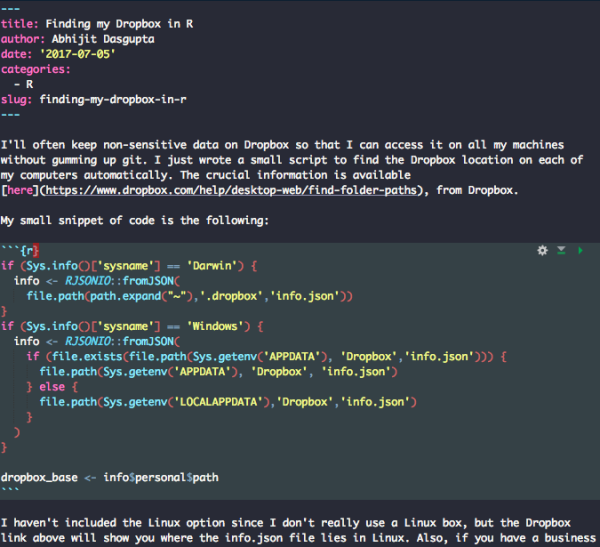 ---
title: Finding my Dropbox in R
author: Abhijit Dasgupta
date: '2017-07-05'
categories:
  - R
slug: finding-my-dropbox-in-r
---
I'll often keep non-sensitive data on Dropbox so that I can access it on all my machines
without gumming up git. I just wrote a small script to find the Dropbox location on each of
my computers automatically. The crucial information is available
[here](https://www.dropbox.com/help/desktop-web/find-folder-paths), from Dropbox.
My small snippet of code is the following:
```{r}
if (Sys.info()['sysname'] == 'Darwin') {
  info <- RJSONIO::fromJSON(
    file.path(path.expand("~"),'.dropbox','info.json'))
}
if (Sys.info()['sysname'] == 'Windows') {
  info <- RJSONIO::fromJSON(
    if (file.exists(file.path(Sys.getenv('APPDATA'), 'Dropbox','info.json'))) {
      file.path(Sys.getenv('APPDATA'), 'Dropbox', 'info.json')
    } else {
      file.path(Sys.getenv('LOCALAPPDATA'),'Dropbox','info.json')
    }
  )
}
dropbox_base <- info$personal$path
```
I haven't included the Linux option since I don't really use a Linux box, but the Dropbox
link above will show you where the info.json file lies in Linux. Also, if you have a business